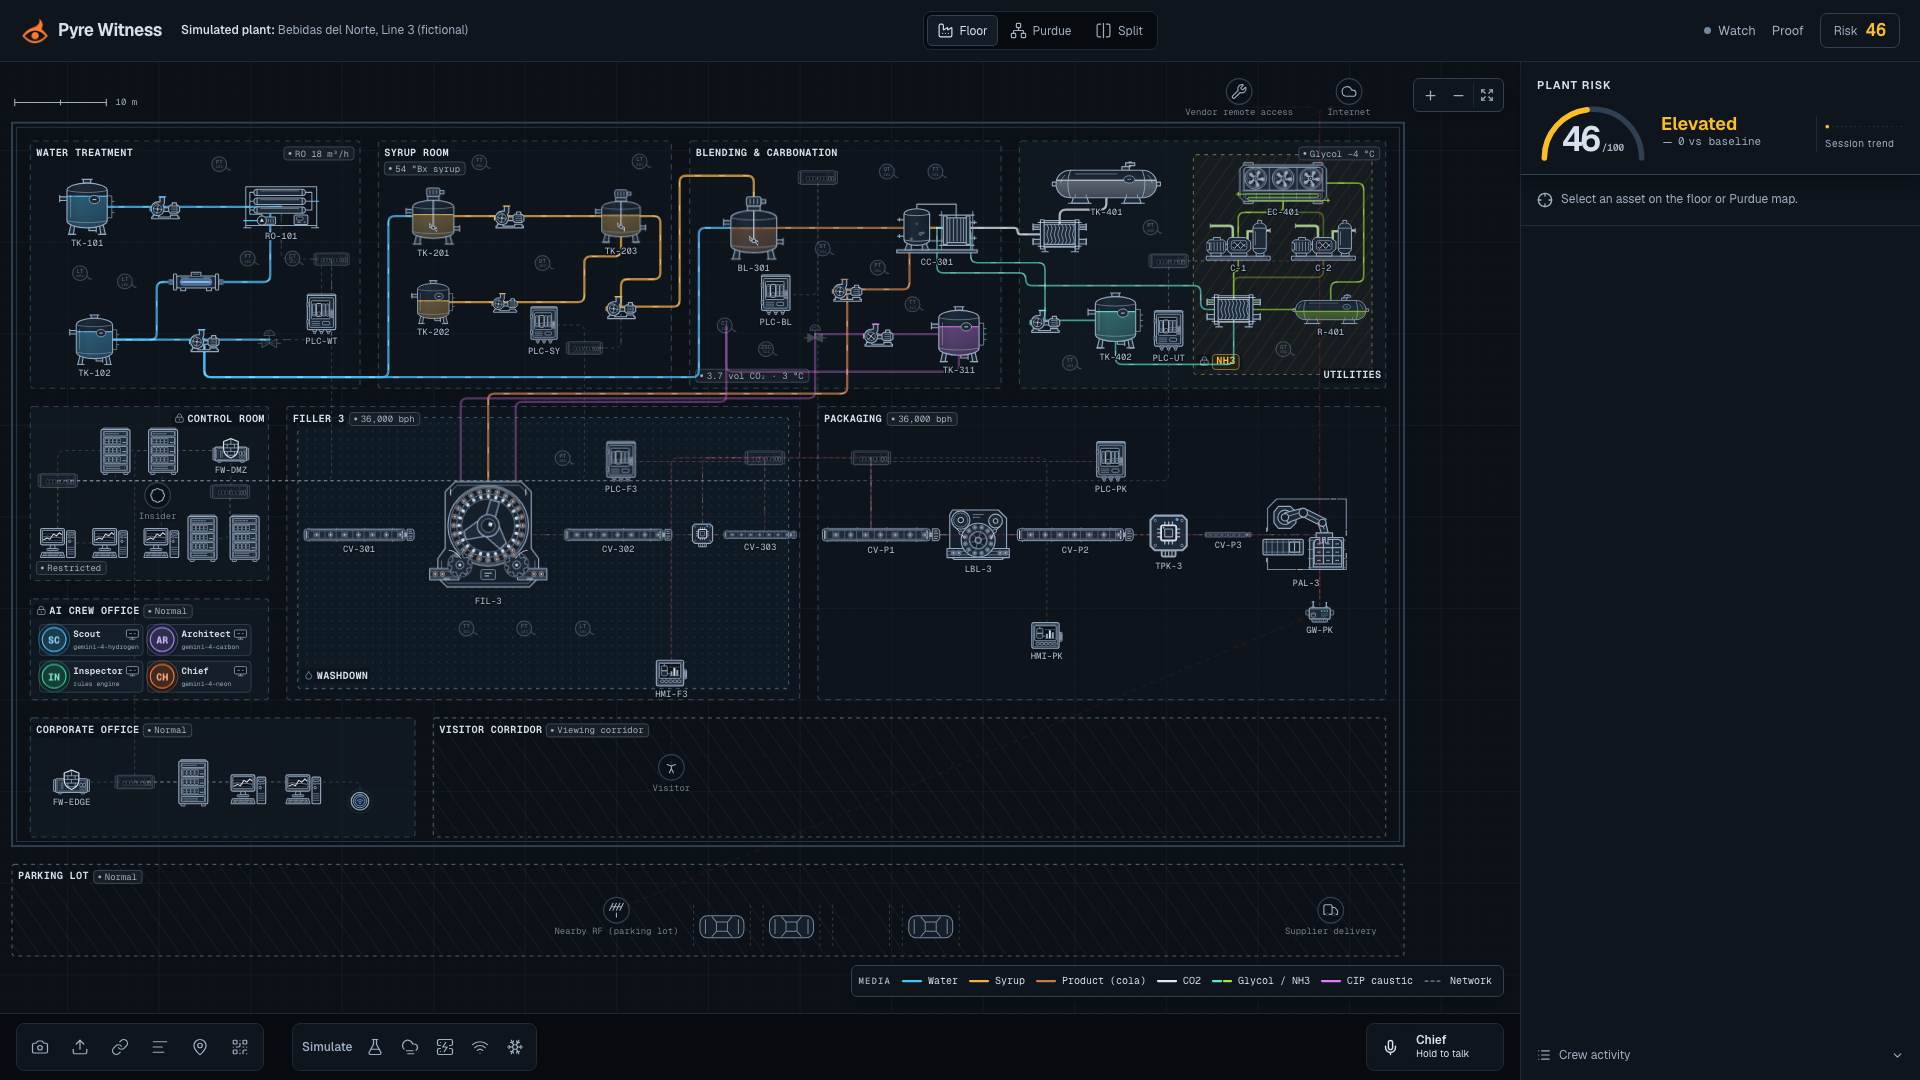 Pyre Witness
Simulated plant: Bebidas del Norte, Line 3 (fictional)
Floor
Purdue
Split
Watch
Proof
Risk 46
10 m
Vendor remote access
Internet
PLANT RISK
46/100
Elevated
— 0 vs baseline
Session trend
Select an asset on the floor or Purdue map.
WATER TREATMENT
RO 18 m³/h
TK-101
RO-101
TK-102
PLC-WT
SYRUP ROOM
54 °Bx syrup
TK-201
TK-203
TK-202
PLC-SY
BLENDING & CARBONATION
BL-301
CC-301
PLC-BL
TK-311
3.7 vol CO₂ · 3 °C
TK-401
TK-402
PLC-UT
Glycol −4 °C
EC-401
C-1
C-2
R-401
NH3
UTILITIES
CONTROL ROOM
FW-DMZ
Insider
Restricted
FILLER 3
36,000 bph
PLC-F3
CV-301
FIL-3
CV-302
CV-303
HMI-F3
WASHDOWN
PACKAGING
36,000 bph
PLC-PK
CV-P1
LBL-3
CV-P2
TPK-3
CV-P3
PAL-3
GW-PK
HMI-PK
AI CREW OFFICE
Normal
SC
Scout
gemini-4-hydrogen
AR
Architect
gemini-4-carbon
IN
Inspector
rules engine
CH
Chief
gemini-4-neon
CORPORATE OFFICE
Normal
FW-EDGE
VISITOR CORRIDOR
Viewing corridor
Visitor
PARKING LOT
Normal
Nearby RF (parking lot)
Supplier delivery
MEDIA
Water
Syrup
Product (cola)
CO2
Glycol / NH3
CIP caustic
Network
Simulate
Chief
Hold to talk
Crew activity